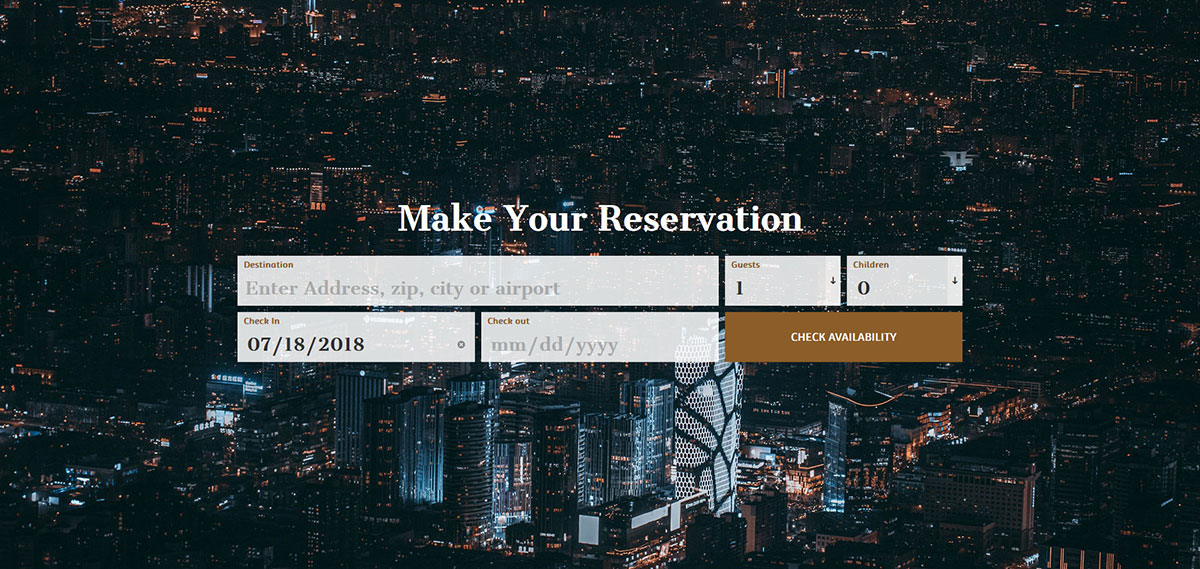 Make Your Reservation
Destination
Enter Address, zip, city or airport
Guests
1
Children
0
Check In
07/18/2018
Check out
mm/dd/yyyy
CHECK AVAILABILITY